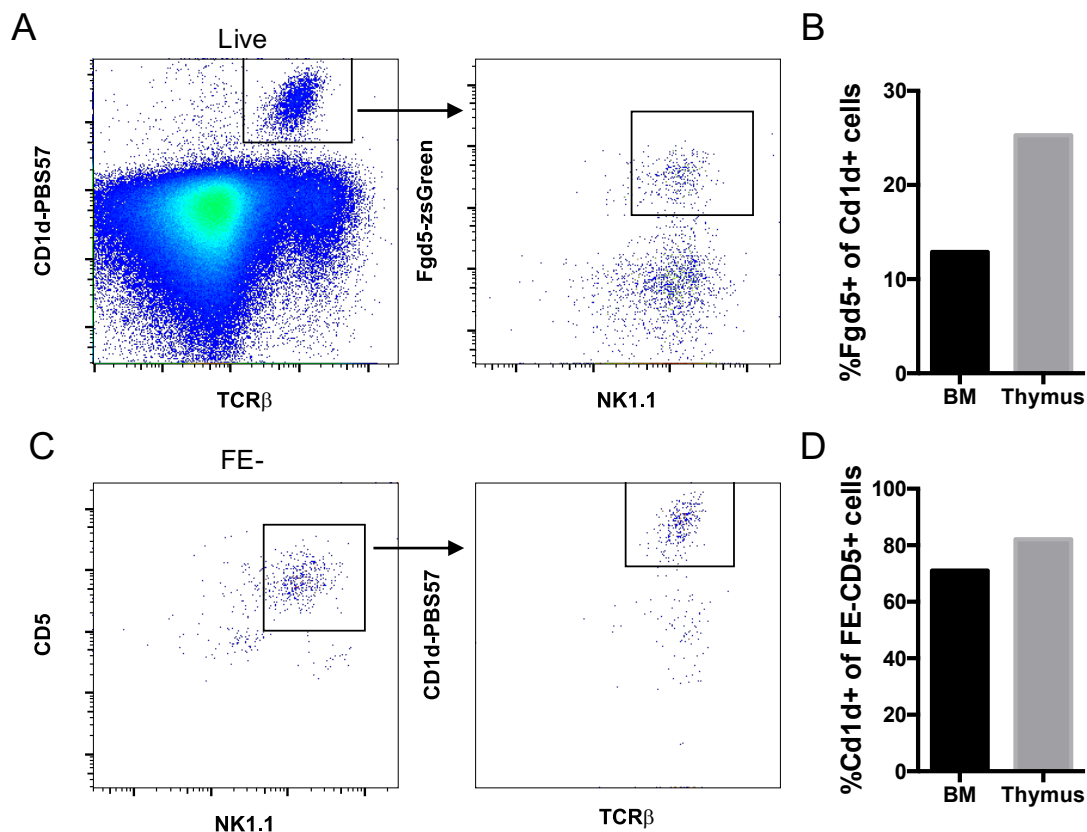 A
Live
CD1d-PBS57
TCRβ
Fgd5-zsGreen
NK1.1
B
%Fgd5+ of Cd1d+ cells
30
20
10
0
BM Thymus
C
FE-
CD5
NK1.1
CD1d-PBS57
TCRβ
D
%Cd1d+ of FE-CD5+ cells
100
80
60
40
20
0
BM Thymus